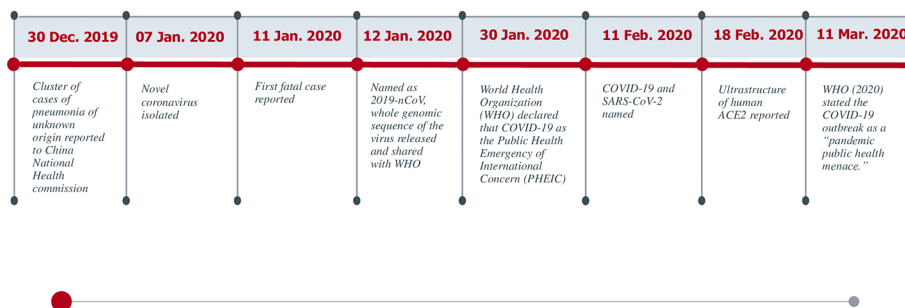 30 Dec. 2019
07 Jan. 2020
11 Jan. 2020
12 Jan. 2020
30 Jan. 2020
11 Feb. 2020
18 Feb. 2020
11 Mar. 2020
Cluster of
cases of
pneumonia of
unknown
origin reported
to China
National
Health
commission
Novel
coronavirus
isolated
First fatal case
reported
Named as
2019-nCoV,
whole genomic
sequence of the
virus released
and shared
with WHO
World Health
Organization
(WHO) declared
that COVID-19 as
the Public Health
Emergency of
International
Concern (PHEIC)
COVID-19 and
SARS-CoV-2
named
Ultrastructure
of human
ACE2 reported
WHO (2020)
stated the
COVID-19
outbreak as a
“pandemic
public health
menace.”